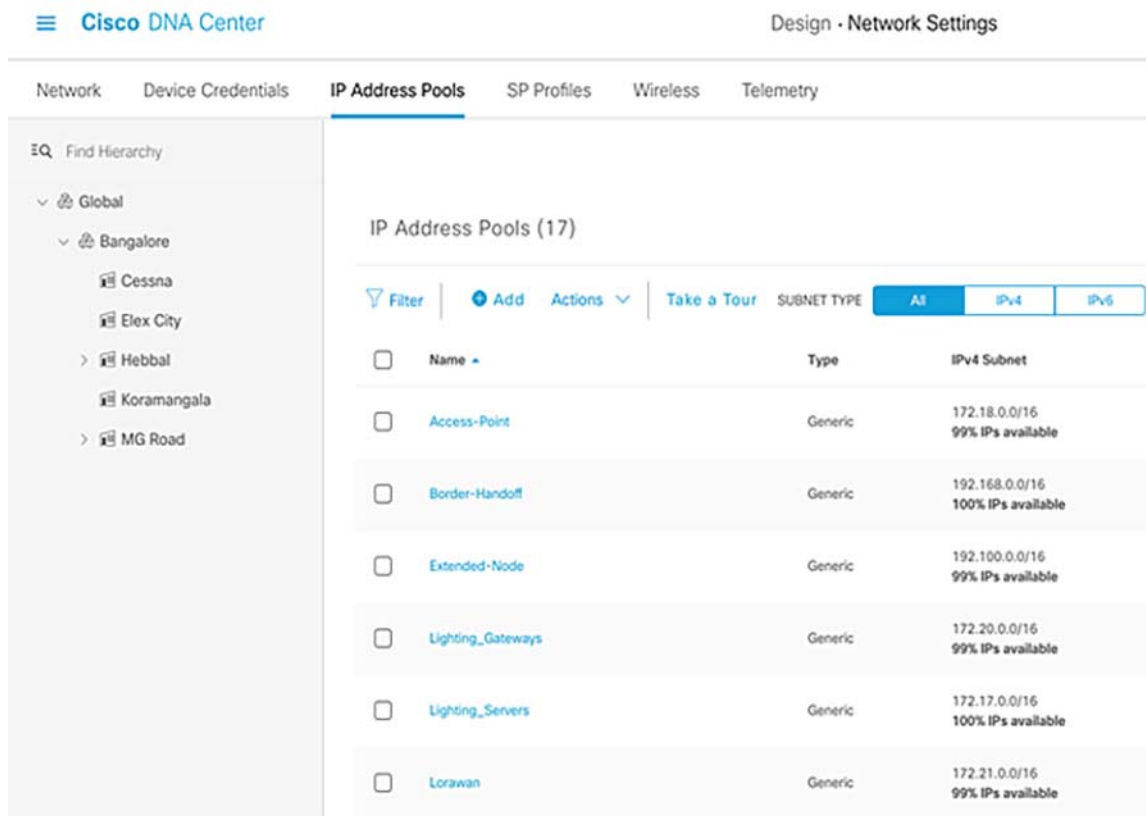 Cisco DNA Center
Design · Network Settings
Network Device Credentials IP Address Pools SP Profiles Wireless Telemetry
Find Hierarchy
Global
Bangalore
Cessna
Elex City
Hebbal
Koramangala
MG Road
IP Address Pools (17)
Filter Add Actions Take a Tour SUBNET TYPE All IPv4 IPv6
Name Type IPv4 Subnet
Access-Point Generic 172.18.0.0/16
99% IPs available
Border-Handoff Generic 192.168.0.0/16
100% IPs available
Extended-Node Generic 192.100.0.0/16
99% IPs available
Lighting_Gateways Generic 172.20.0.0/16
99% IPs available
Lighting_Servers Generic 172.17.0.0/16
100% IPs available
Lorawan Generic 172.21.0.0/16
99% IPs available